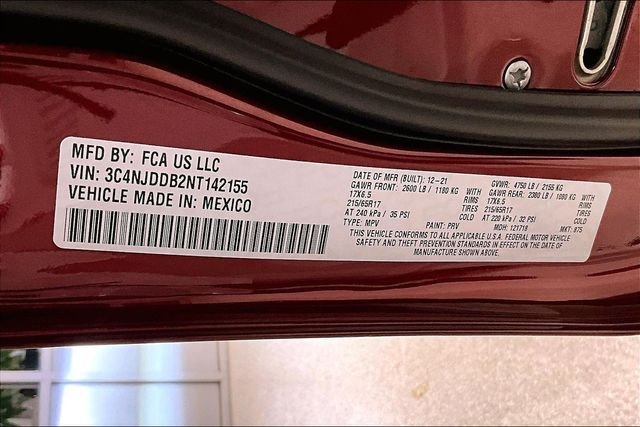 MFD BY: FCA US LLC
VIN: 3C4NJDDB2NT142155
VEHICLE MADE IN: MEXICO
DATE OF MFR (BUILT): 12-21 GVWR: 4750 LB / 2155 KG
GAWR FRONT: 2600 LB / 1180 KG WITH GAWR REAR: 2380 LB / 1080 KG WITH
17X6.5 RIMS 17X6.5 RIMS
215/65R17 TIRES 215/65R17 TIRES
AT 240 kPa / 35 PSI COLD AT 220 kPa / 32 PSI COLD
TYPE: MPV PAINT: PRV MDH: 121718 MKT: 875
THIS VEHICLE CONFORMS TO ALL APPLICABLE U.S.A. FEDERAL MOTOR VEHICLE
SAFETY AND THEFT PREVENTION STANDARDS IN EFFECT ON THE DATE OF
MANUFACTURE SHOWN ABOVE.